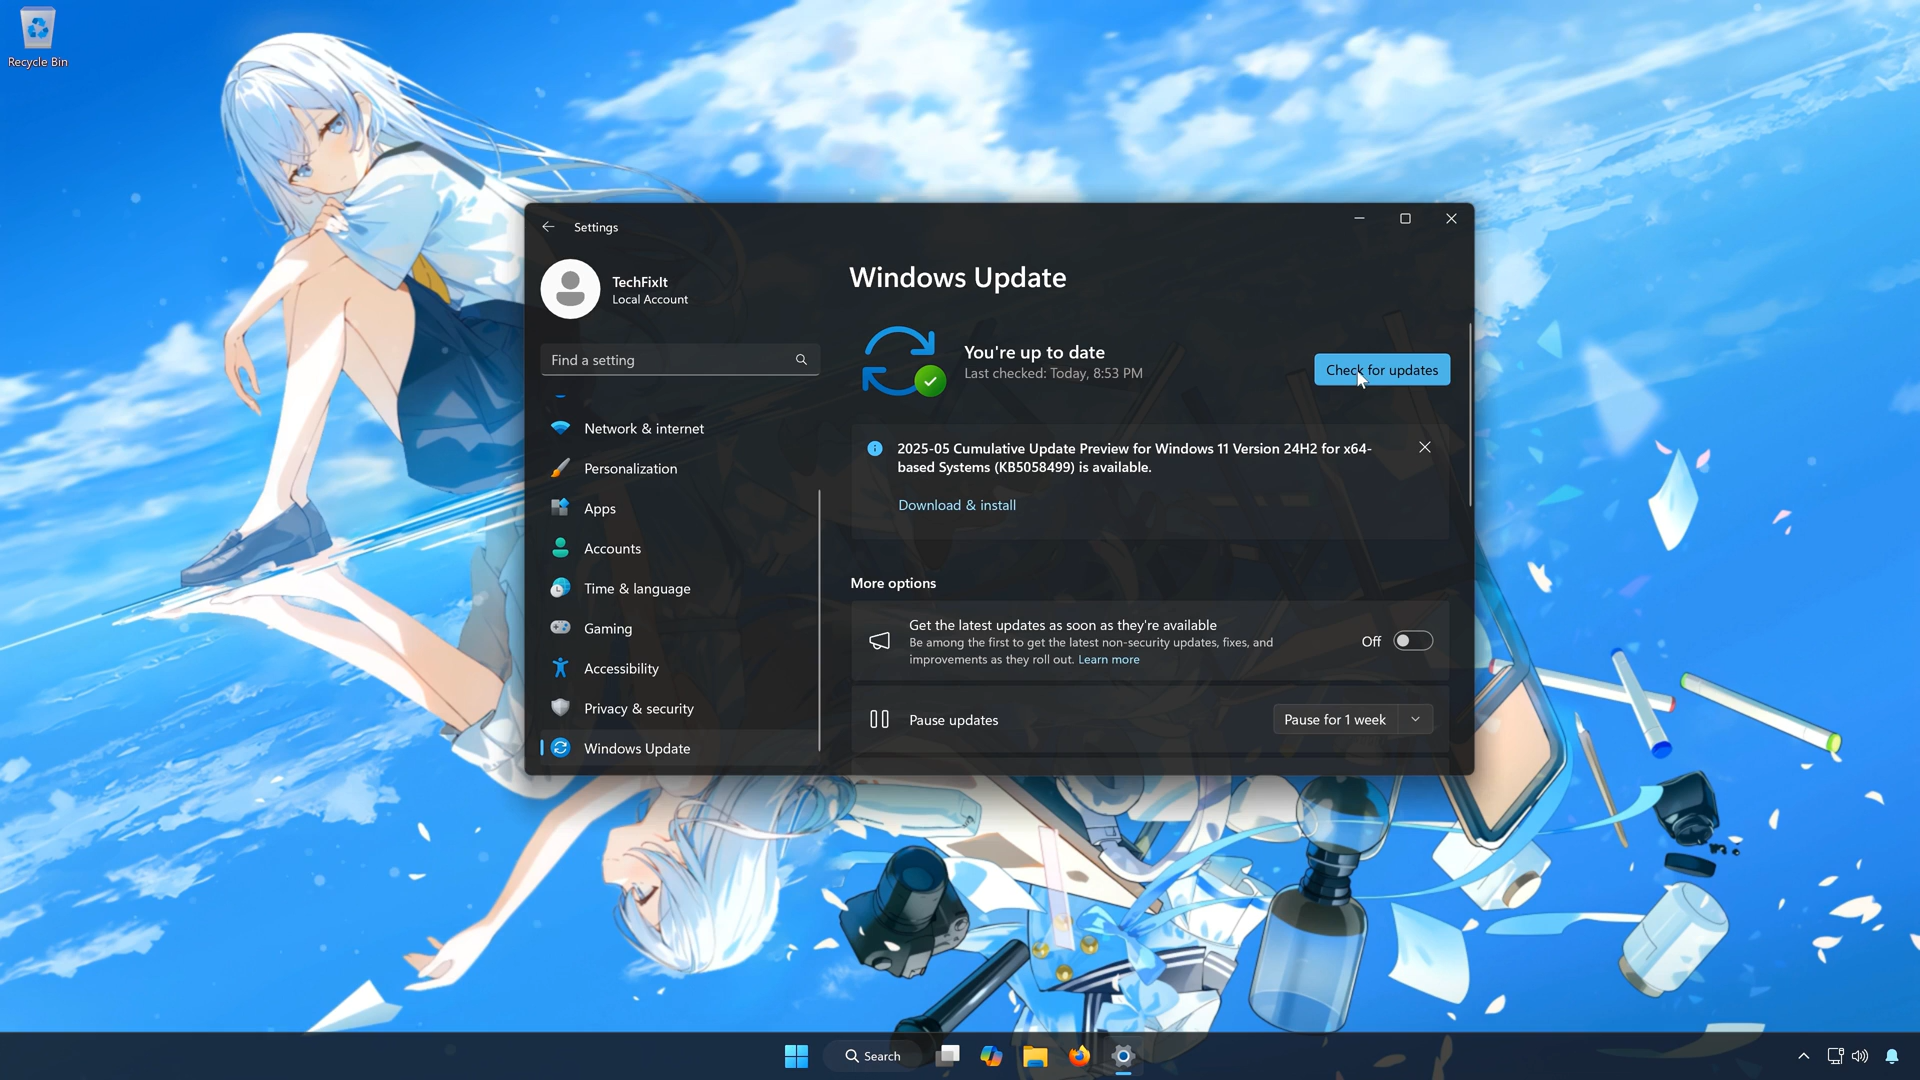 Recycle Bin
Settings
TechFixIt
Local Account
Find a setting
Network & internet
Personalization
Apps
Accounts
Time & language
Gaming
Accessibility
Privacy & security
Windows Update
Windows Update
You're up to date
Last checked: Today, 8:53 PM
Check for updates
2025-05 Cumulative Update Preview for Windows 11 Version 24H2 for x64-
based Systems (KB5058499) is available.
Download & install
More options
Get the latest updates as soon as they're available
Be among the first to get the latest non-security updates, fixes, and
improvements as they roll out. Learn more
Off
Pause updates
Pause for 1 week
Search